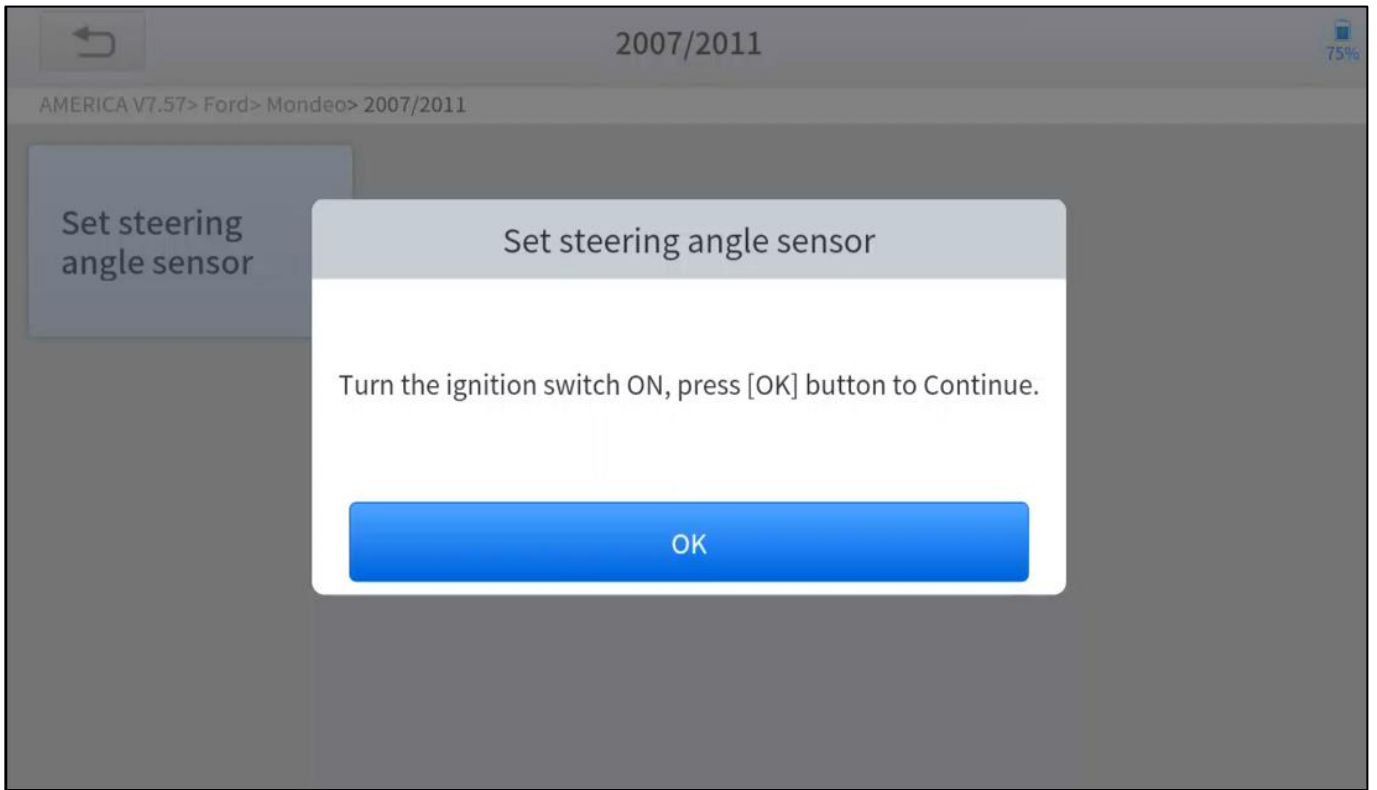 2007/2011
75%
AMERICA V7.57> Ford> Mondeo> 2007/2011
Set steering
angle sensor
Set steering angle sensor
Turn the ignition switch ON, press [OK] button to Continue.
OK